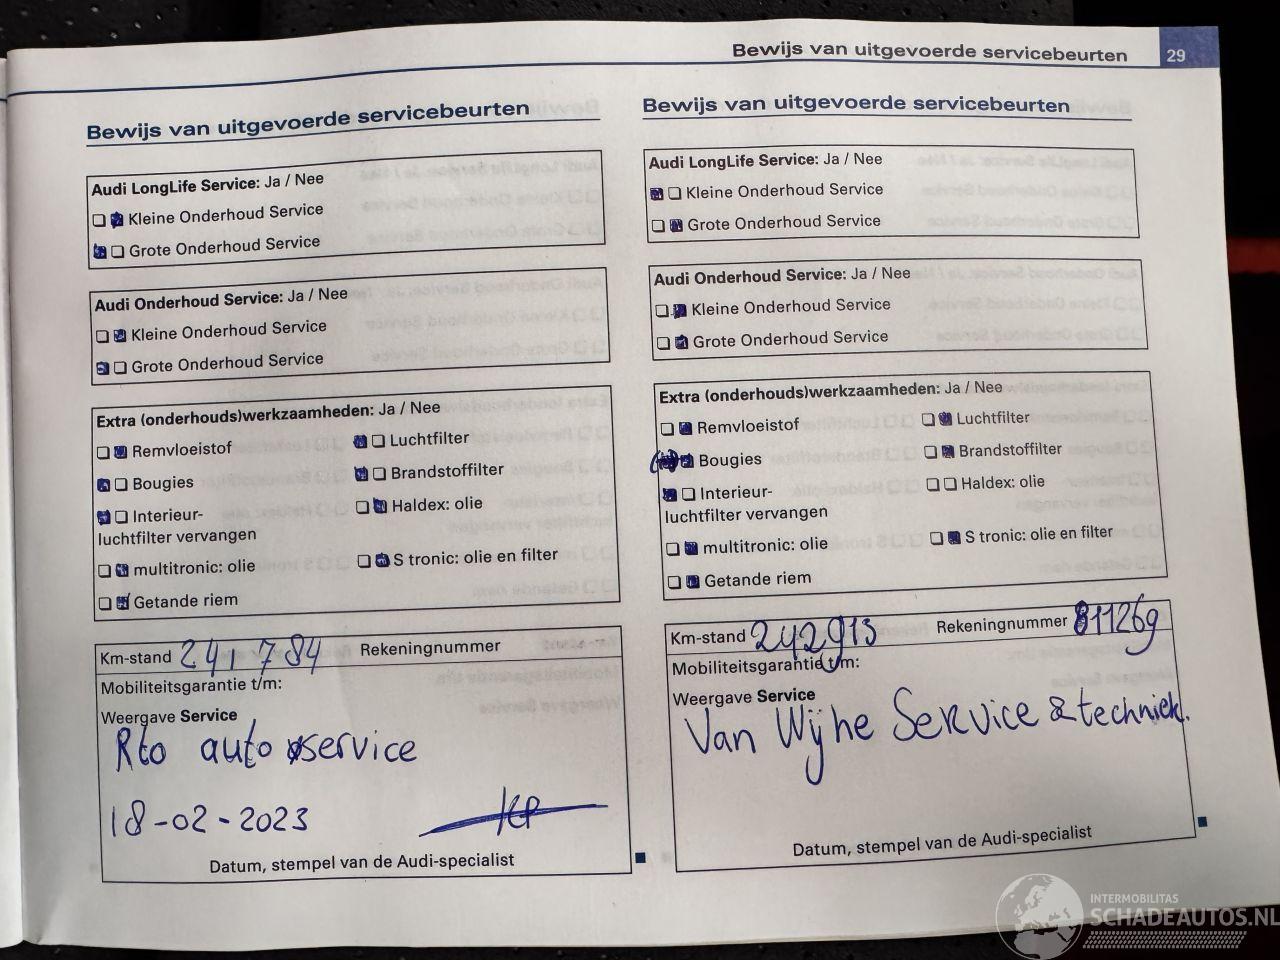 Bewijs van uitgevoerde servicebeurten 29
Bewijs van uitgevoerde servicebeurten
Audi LongLife Service: Ja / Nee
Kleine Onderhoud Service
Grote Onderhoud Service
Audi Onderhoud Service: Ja / Nee
Kleine Onderhoud Service
Grote Onderhoud Service
Extra (onderhouds)werkzaamheden: Ja / Nee
Remvloeistof
Luchtfilter
Bougies
Brandstoffilter
Interieur-
luchtfilter vervangen
Haldex: olie
multitronic: olie
S tronic: olie en filter
Getande riem
Km-stand 241,784 Rekeningnummer
Mobiliteitsgarantie t/m:
Weergave Service
Rto auto service
18-02-2023
Datum, stempel van de Audi-specialist
Bewijs van uitgevoerde servicebeurten
Audi LongLife Service: Ja / Nee
Kleine Onderhoud Service
Grote Onderhoud Service
Audi Onderhoud Service: Ja / Nee
Kleine Onderhoud Service
Grote Onderhoud Service
Extra (onderhouds)werkzaamheden: Ja / Nee
Remvloeistof
Luchtfilter
Bougies
Brandstoffilter
Interieur-
luchtfilter vervangen
Haldex: olie
multitronic: olie
S tronic: olie en filter
Getande riem
Km-stand 242913 Rekeningnummer 811269
Mobiliteitsgarantie t/m:
Weergave Service
Van Wijhe Service & techniek.
Datum, stempel van de Audi-specialist
INTERMOBILITAS
SCHADEAUTOS.NL